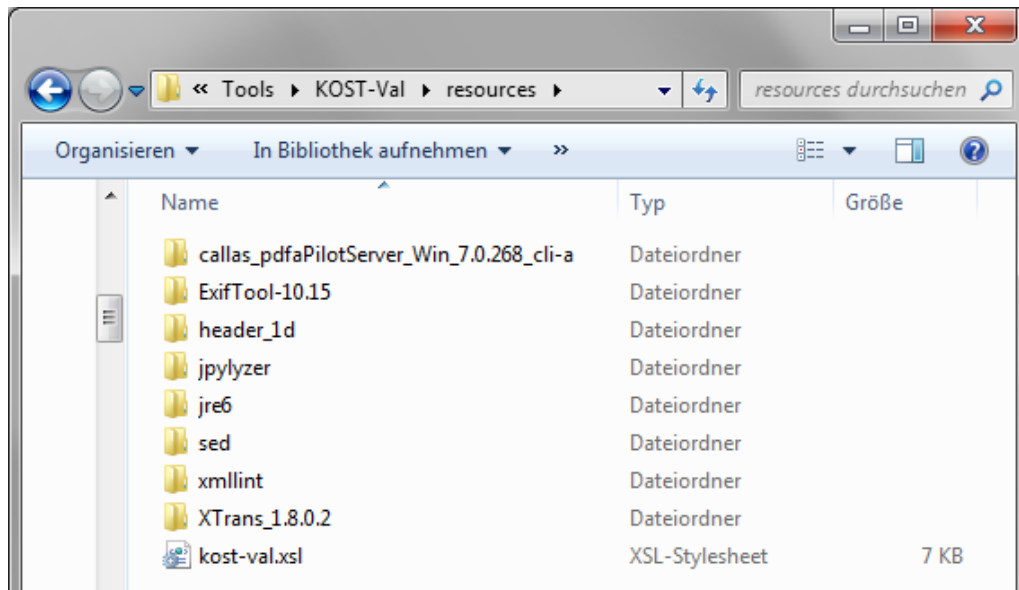 « Tools ▸ KOST-Val ▸ resources ▸ resources durchsuchen
Organisieren ▼ In Bibliothek aufnehmen ▼ »
Name Typ Größe
callas_pdfaPilotServer_Win_7.0.268_cli-a Dateiordner
ExifTool-10.15 Dateiordner
header_1d Dateiordner
jpylyzer Dateiordner
jre6 Dateiordner
sed Dateiordner
xmllint Dateiordner
XTrans_1.8.0.2 Dateiordner
kost-val.xsl XSL-Stylesheet 7 KB